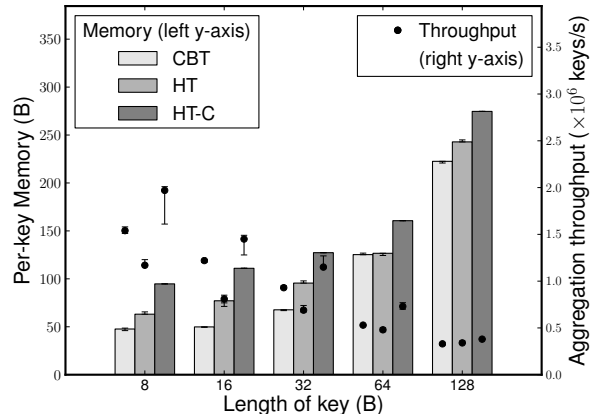 Memory (left y-axis)
CBT
HT
HT-C
Throughput
(right y-axis)
Per-key Memory (B)
350
300
250
200
150
100
50
0
Aggregation throughput (×10⁶ keys/s)
3.5
3.0
2.5
2.0
1.5
1.0
0.5
0.0
8 16 32 64 128
Length of key (B)